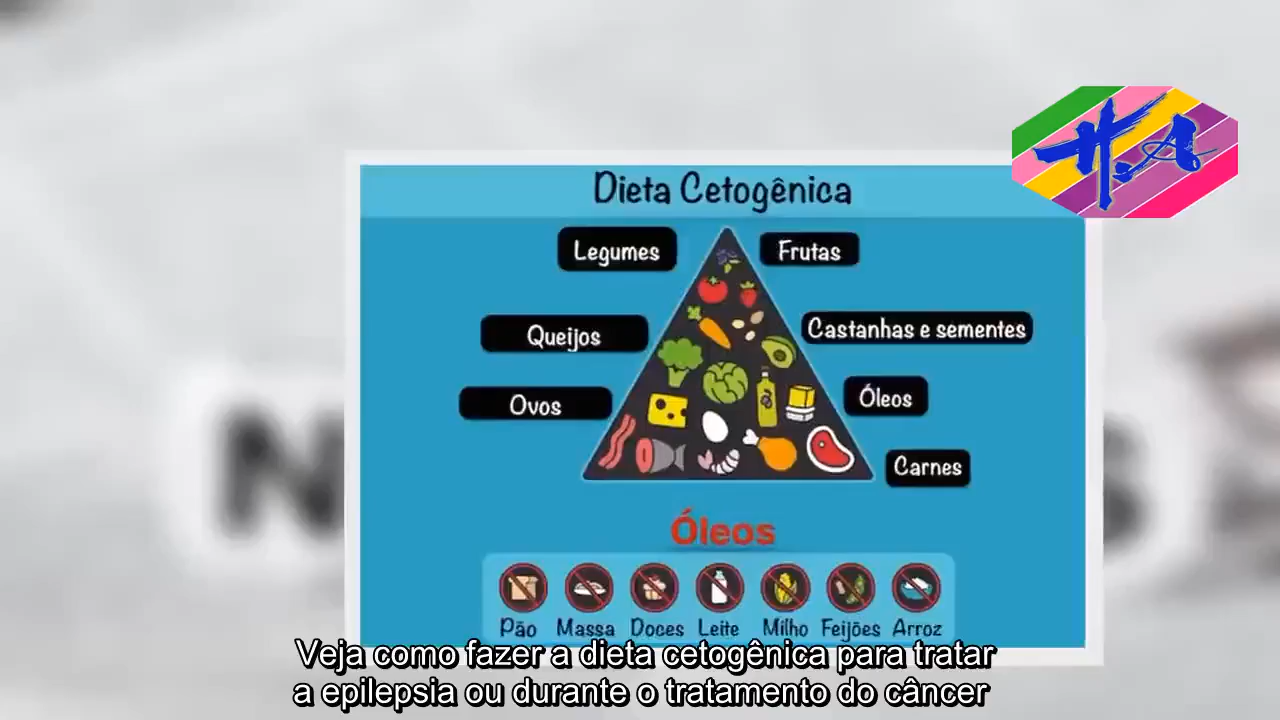 H.A
Dieta Cetogênica
Legumes
Frutas
Queijos
Castanhas e sementes
Ovos
Óleos
Carnes
Óleos
Pão Massa Doces Leite Milho Feijões Arroz
Veja como fazer a dieta cetogênica para tratar
a epilepsia ou durante o tratamento do câncer